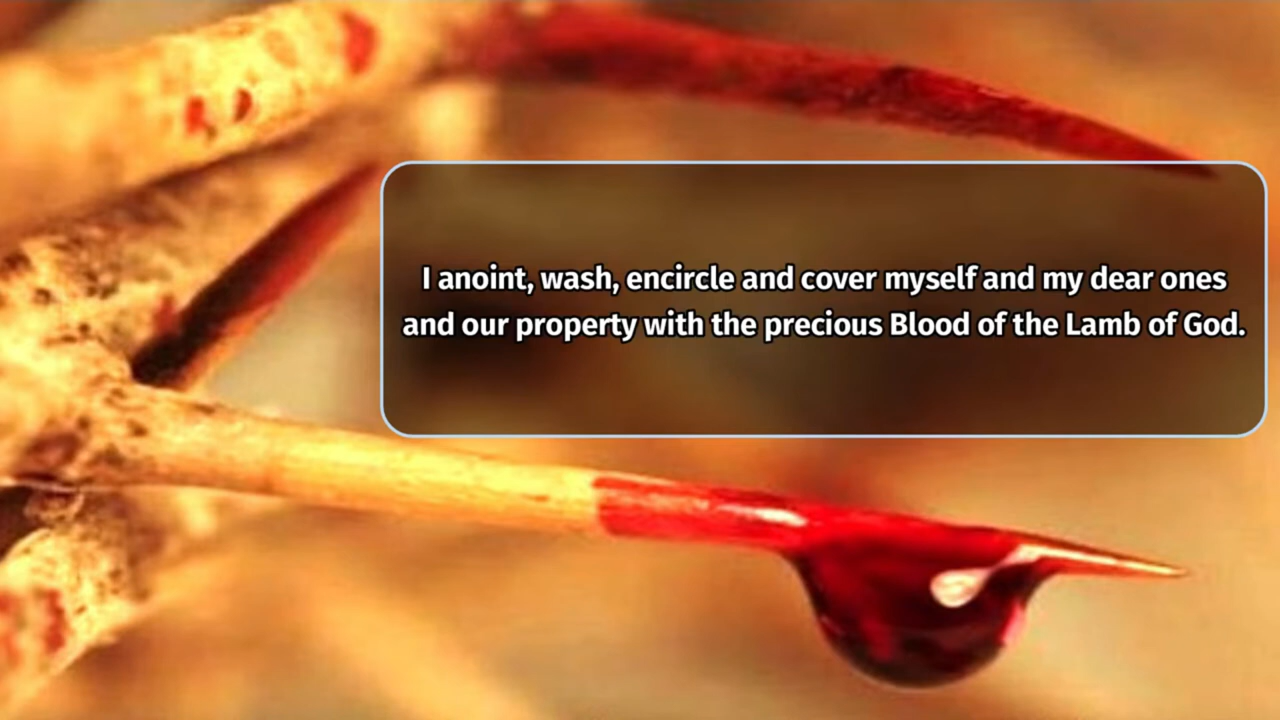 I anoint, wash, encircle and cover myself and my dear ones
and our property with the precious Blood of the Lamb of God.